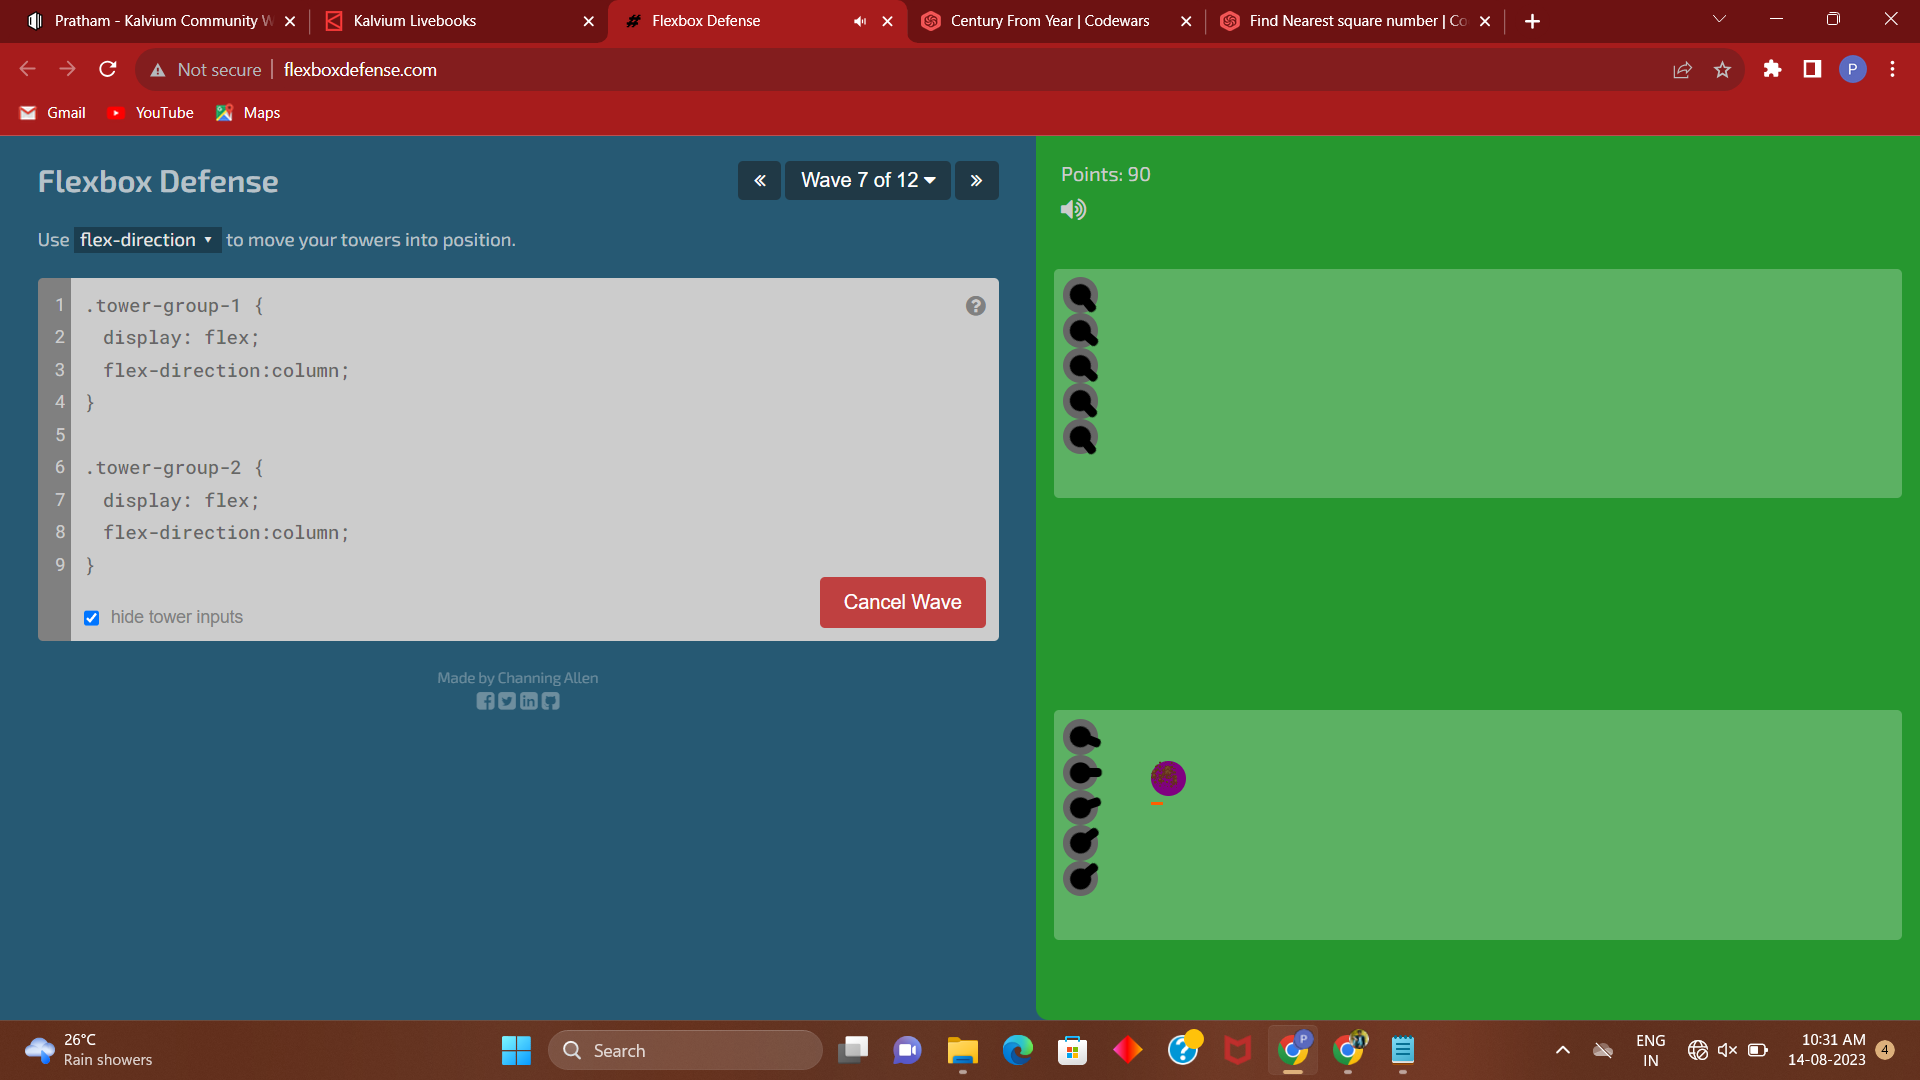 Pratham - Kalvium Community W
Kalvium Livebooks
Flexbox Defense
Century From Year | Codewars
Find Nearest square number | Co
Not secure
flexboxdefense.com
P
Gmail
YouTube
Maps
Flexbox Defense
« Wave 7 of 12 »
Use flex-direction to move your towers into position.
1 .tower-group-1 {
2 display: flex;
3 flex-direction:column;
4 }
5
6 .tower-group-2 {
7 display: flex;
8 flex-direction:column;
9 }
?
hide tower inputs
Cancel Wave
Made by Channing Allen
Points: 90
26°C
Rain showers
Search
P
ENG
IN
10:31 AM
14-08-2023
4